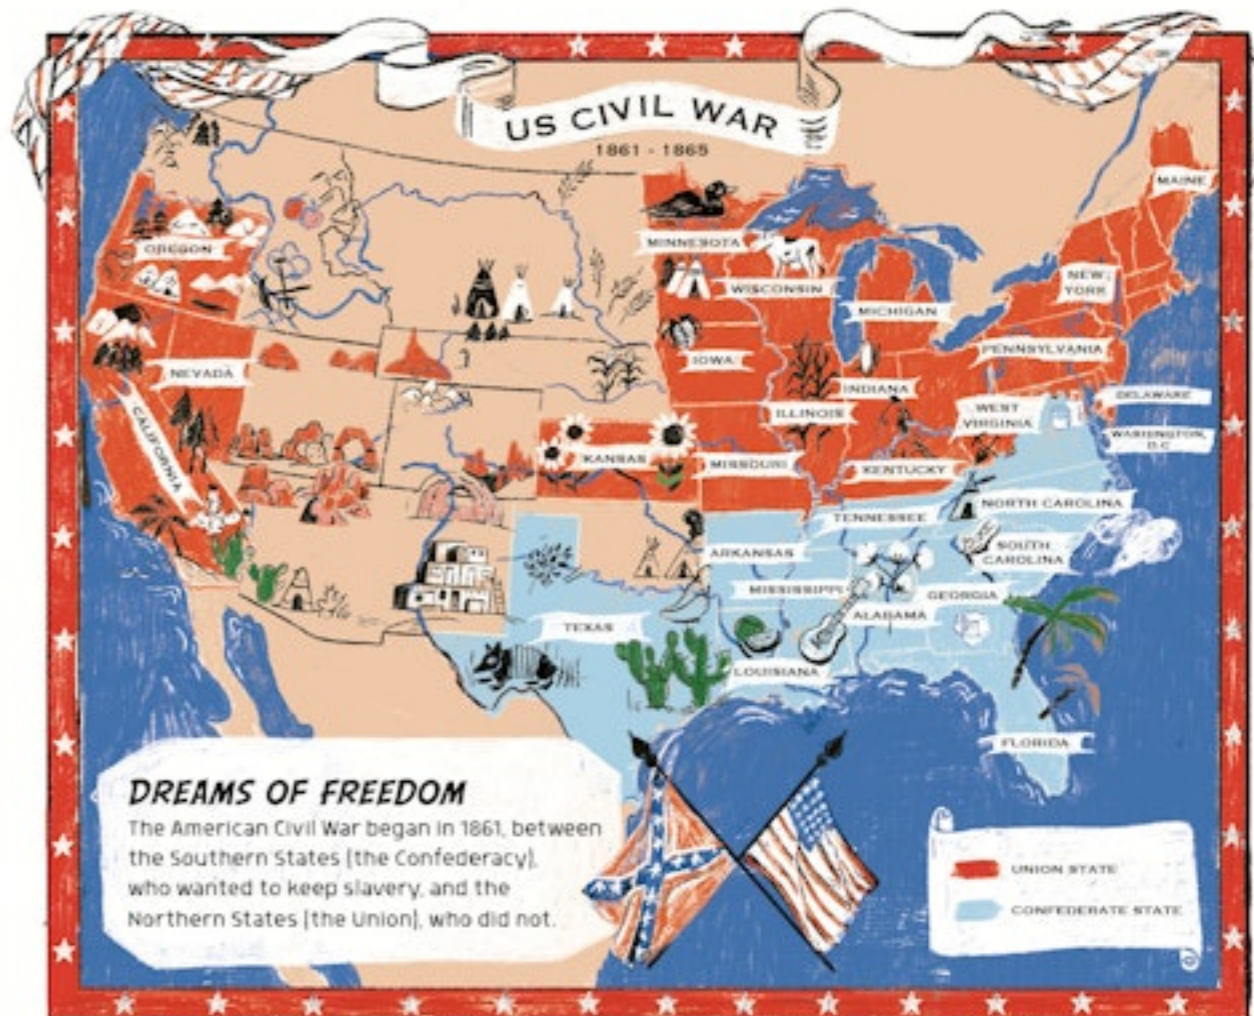 US CIVIL WAR
1861 - 1865
MAINE
OREGON
MINNESOTA
NEW
YORK
WISCONSIN
MICHIGAN
PENNSYLVANIA
IOWA
NEVADA
INDIANA
DELAWARE
ILLINOIS
WEST
VIRGINIA
WASHINGTON,
D.C
CALIFORNIA
KANSAS
MISSOURI
KENTUCKY
NORTH CAROLINA
TENNESSEE
ARKANSAS
SOUTH
CAROLINA
MISSISSIPPI
GEORGIA
ALABAMA
TEXAS
LOUISIANA
FLORIDA
DREAMS OF FREEDOM
The American Civil War began in 1861, between
the Southern States (the Confederacy),
who wanted to keep slavery, and the
Northern States (the Union), who did not.
UNION STATE
CONFEDERATE STATE